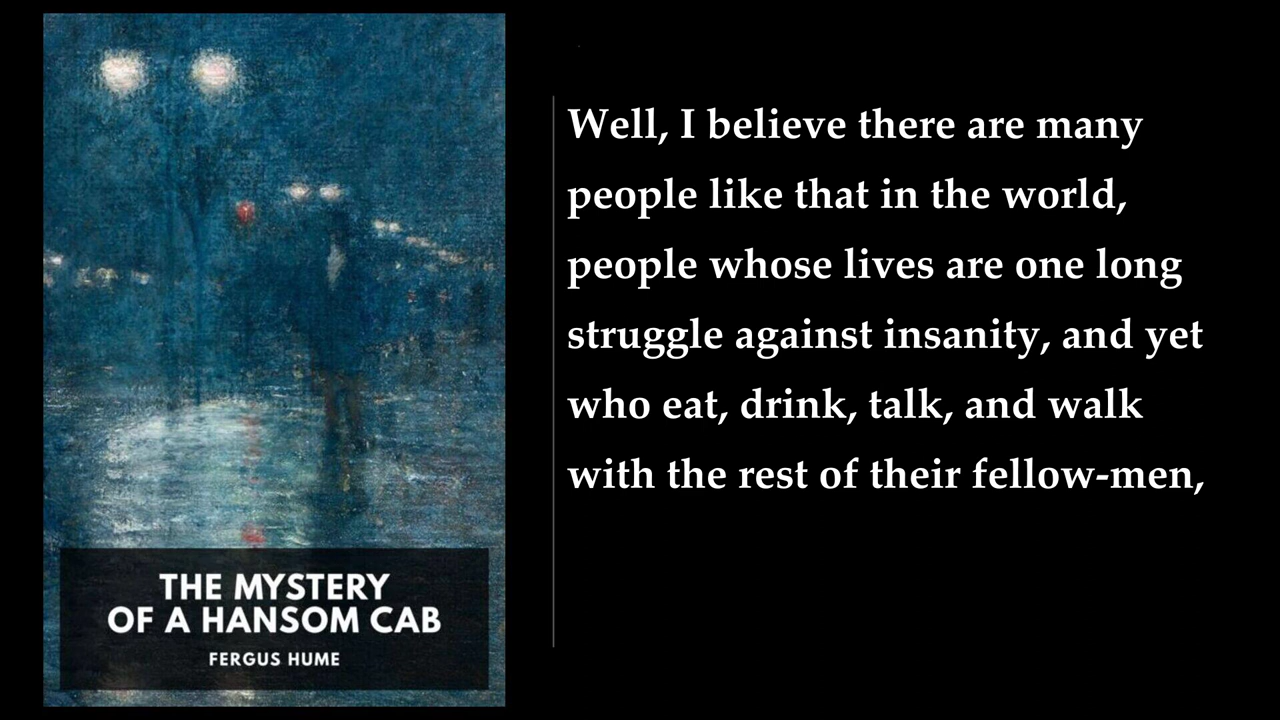 THE MYSTERY
OF A HANSOM CAB
FERGUS HUME
Well, I believe there are many
people like that in the world,
people whose lives are one long
struggle against insanity, and yet
who eat, drink, talk, and walk
with the rest of their fellow-men,